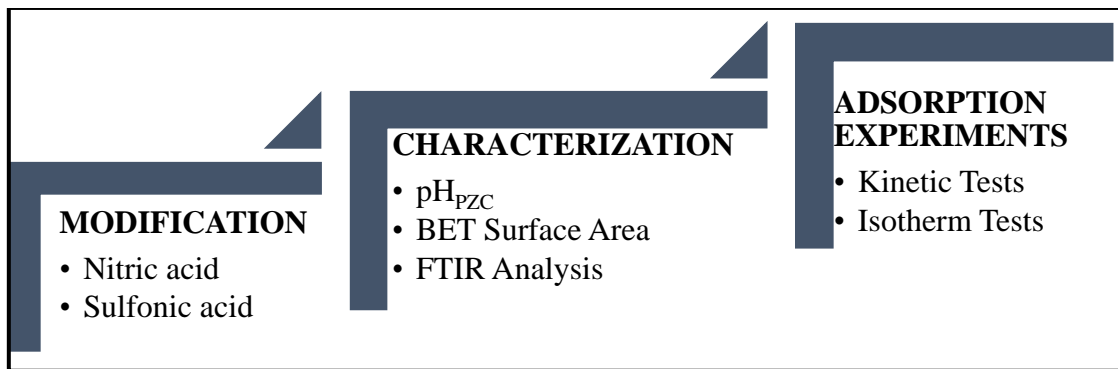 MODIFICATION
• Nitric acid
• Sulfonic acid
CHARACTERIZATION
• pHPZC
• BET Surface Area
• FTIR Analysis
ADSORPTION
EXPERIMENTS
• Kinetic Tests
• Isotherm Tests